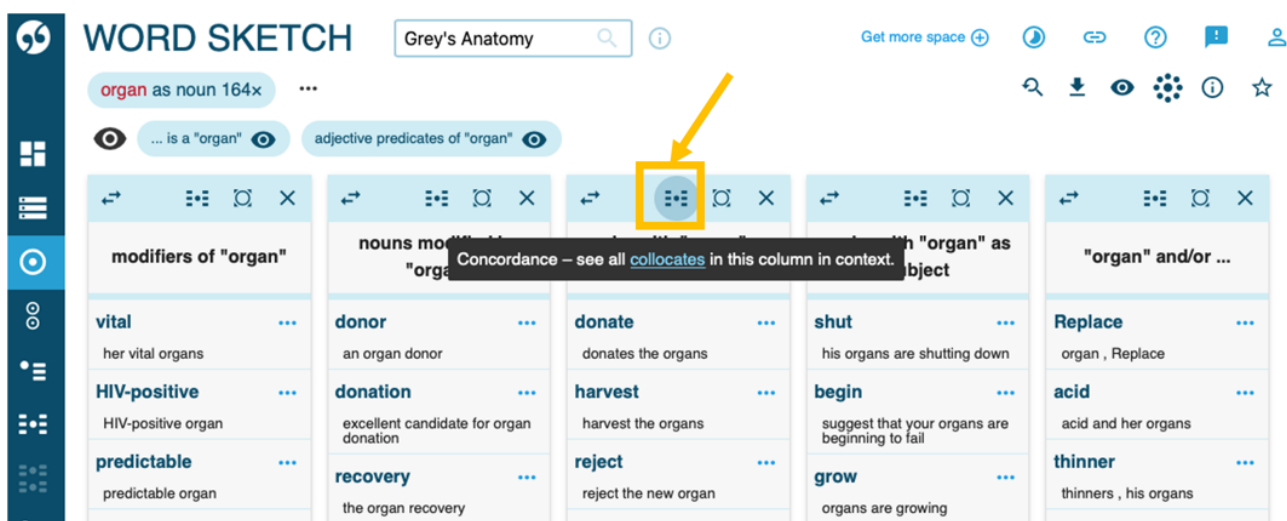 WORD SKETCH
Grey's Anatomy
Get more space
organ as noun 164×
... is a "organ"
adjective predicates of "organ"
modifiers of "organ"
nouns
"organ" as
"organ" and/or ...
Concordance – see all collocates in this column in context.
vital
her vital organs
HIV-positive
HIV-positive organ
predictable
predictable organ
donor
an organ donor
donation
excellent candidate for organ
donation
recovery
the organ recovery
donate
donates the organs
harvest
harvest the organs
reject
reject the new organ
shut
his organs are shutting down
begin
suggest that your organs are
beginning to fail
grow
organs are growing
Replace
organ , Replace
acid
acid and her organs
thinner
thinners , his organs